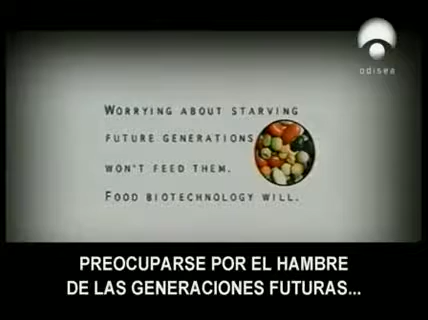 odisea
WORRYING ABOUT STARVING
FUTURE GENERATIONS
WON'T FEED THEM.
FOOD BIOTECHNOLOGY WILL.
PREOCUPARSE POR EL HAMBRE
DE LAS GENERACIONES FUTURAS...